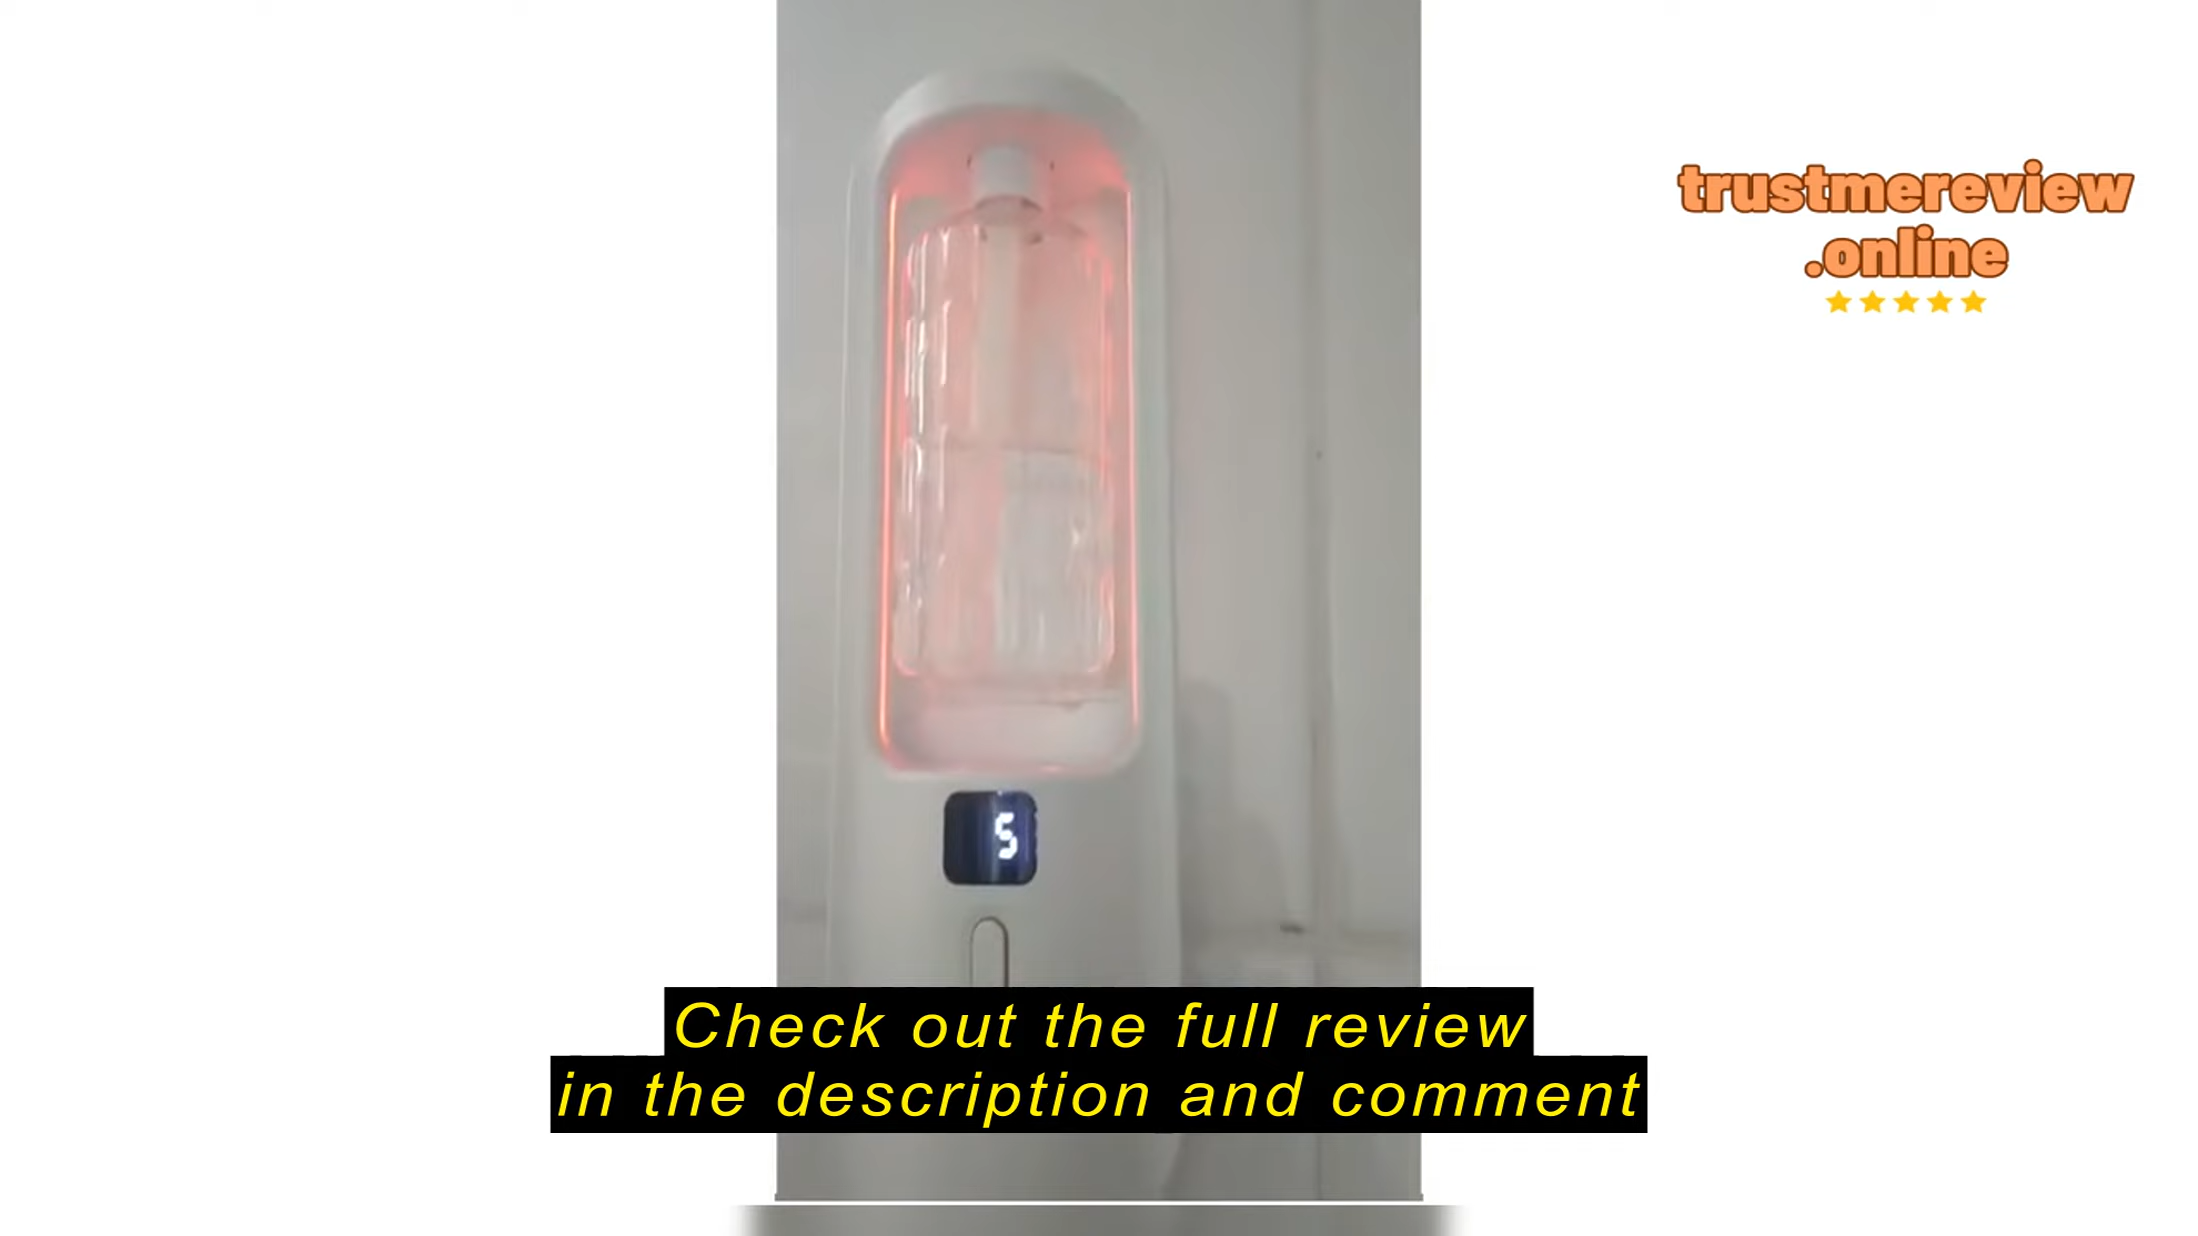 trustmereview
.online
5
Check out the full review
in the description and comment